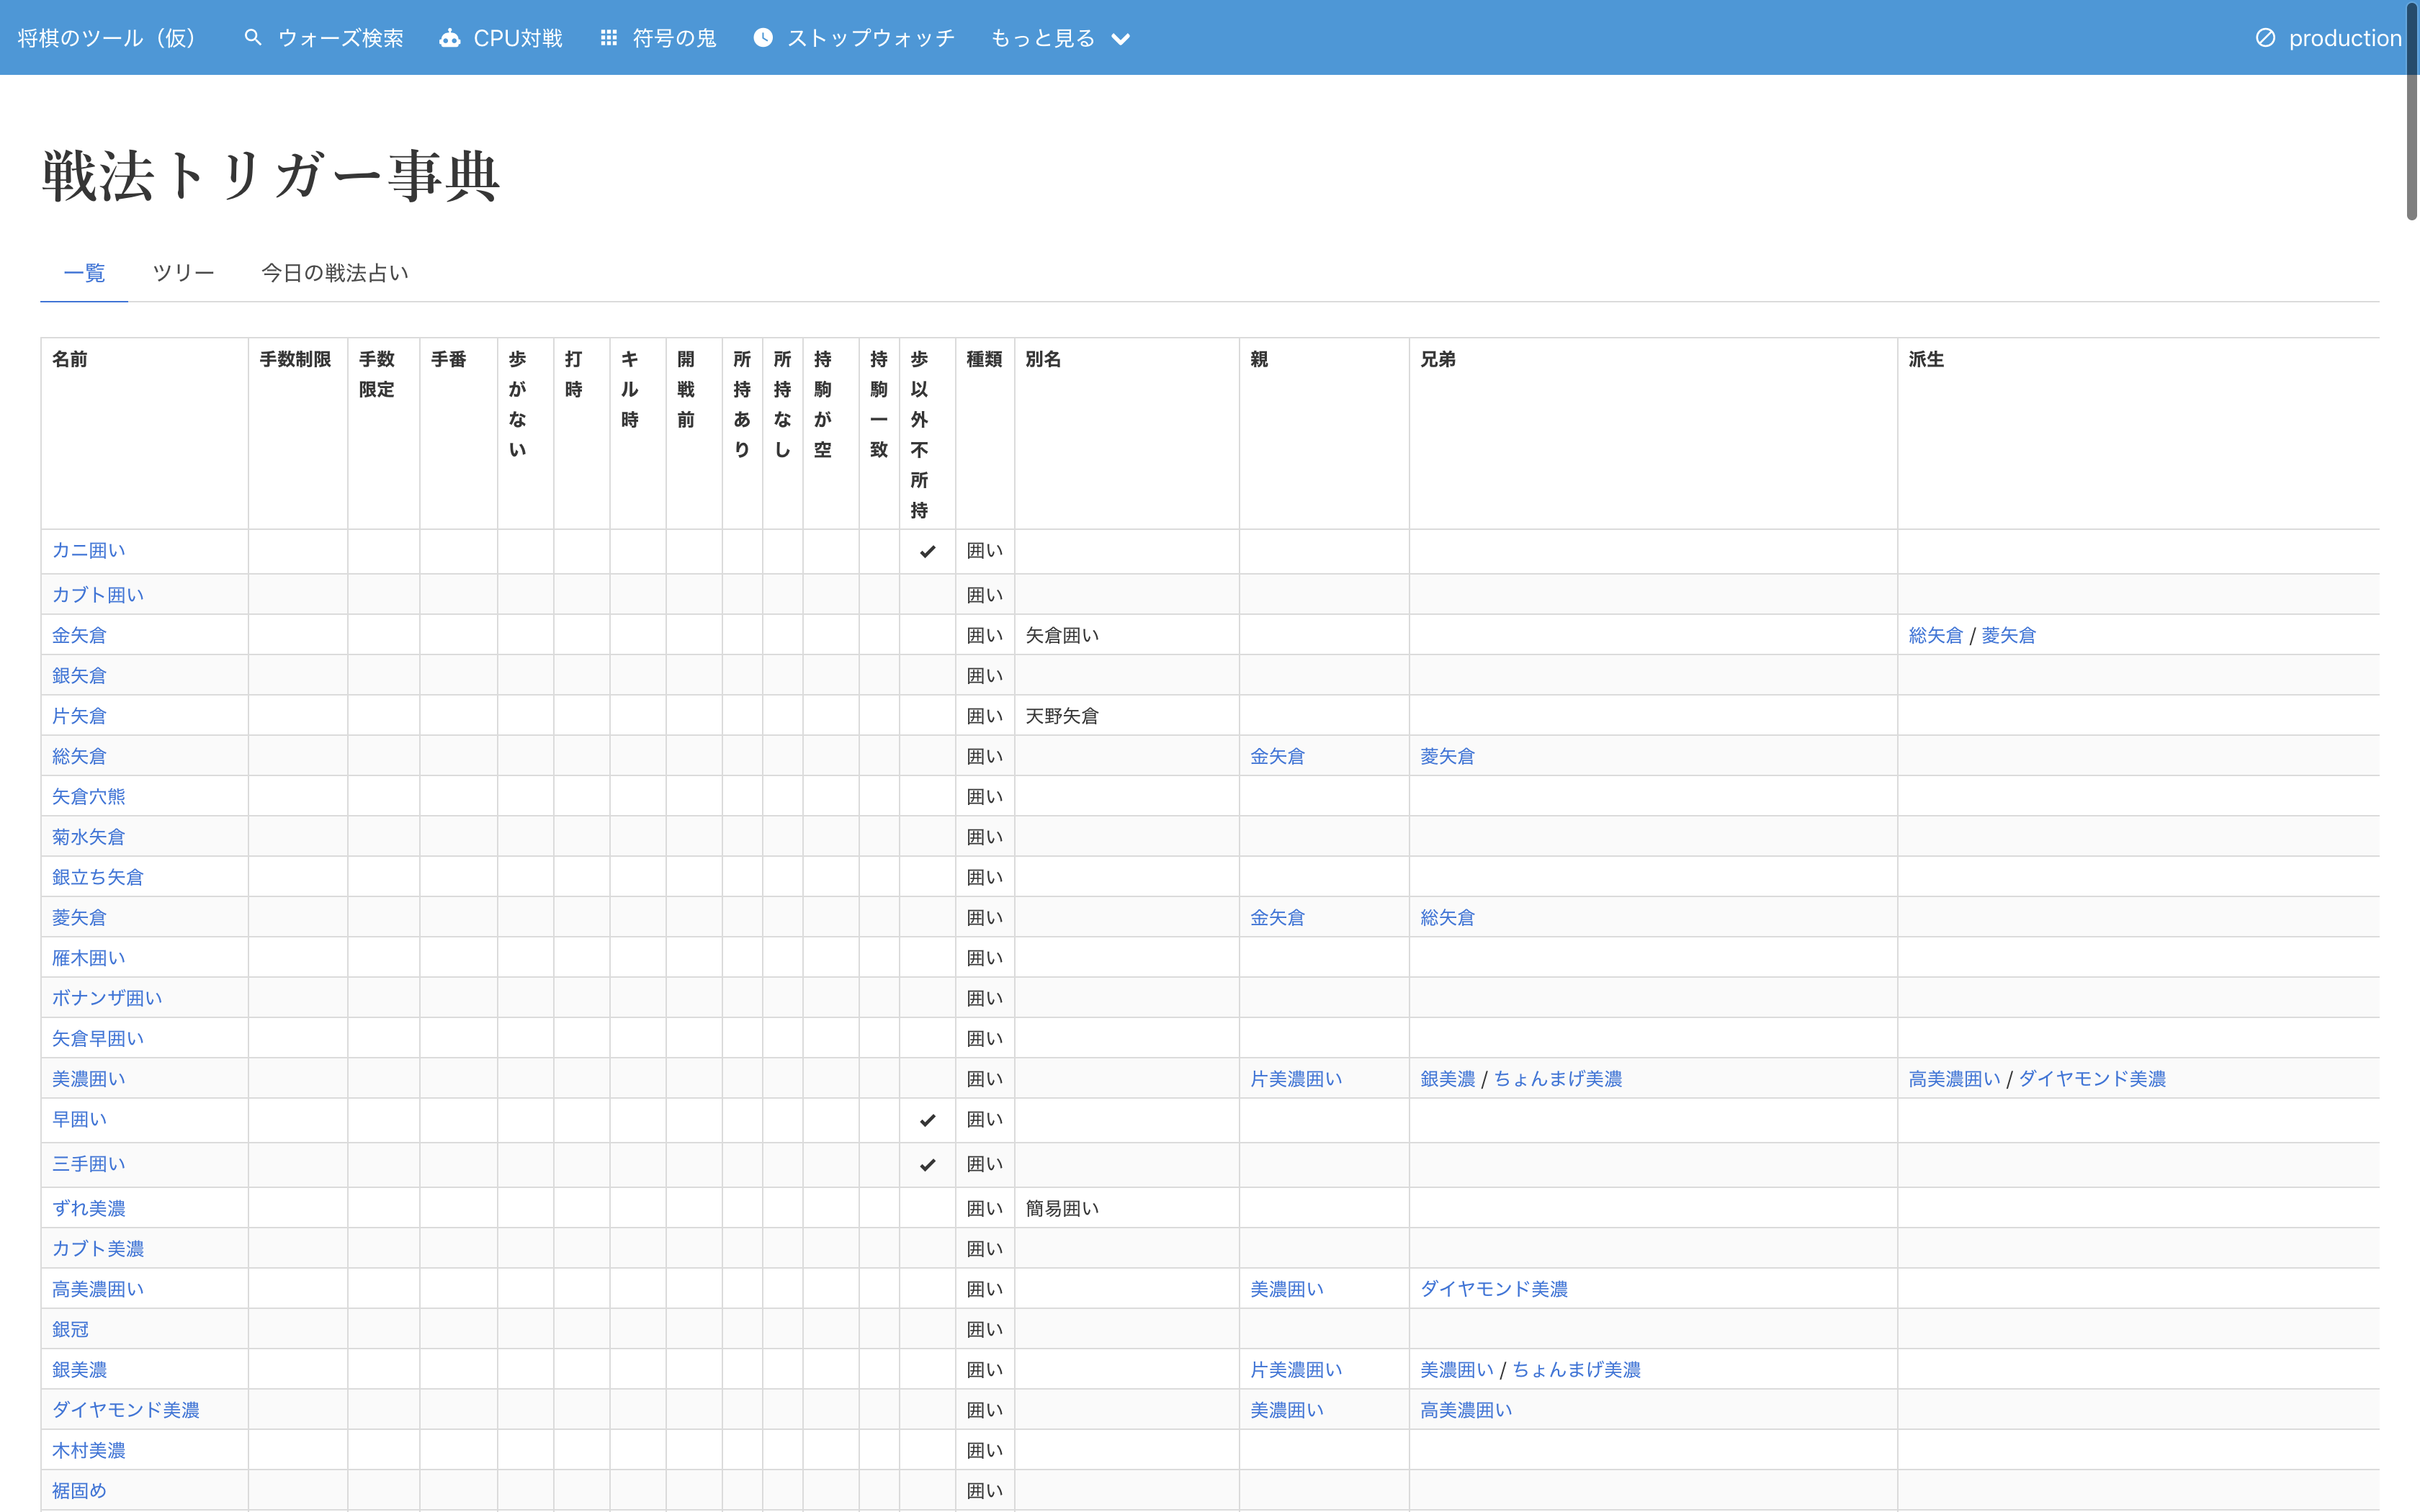 将棋のツール（仮） ウォーズ検索 CPU対戦 符号の鬼 ストップウォッチ もっと見る production
戦法トリガー事典
一覧 ツリー 今日の戦法占い
名前 手数制限 手数限定 手番 歩がない 打時 キル時 開戦前 所持あり 所持なし 持駒が空 持駒一致 歩以外不所持 種類 別名 親 兄弟 派生
カニ囲い 囲い
カブト囲い 囲い
金矢倉 囲い 矢倉囲い 総矢倉 / 菱矢倉
銀矢倉 囲い
片矢倉 囲い 天野矢倉
総矢倉 囲い 金矢倉 菱矢倉
矢倉穴熊 囲い
菊水矢倉 囲い
銀立ち矢倉 囲い
菱矢倉 囲い 金矢倉 総矢倉
雁木囲い 囲い
ボナンザ囲い 囲い
矢倉早囲い 囲い
美濃囲い 囲い 片美濃囲い 銀美濃 / ちょんまげ美濃 高美濃囲い / ダイヤモンド美濃
早囲い 囲い
三手囲い 囲い
ずれ美濃 囲い 簡易囲い
カブト美濃 囲い
高美濃囲い 囲い 美濃囲い ダイヤモンド美濃
銀冠 囲い
銀美濃 囲い 片美濃囲い 美濃囲い / ちょんまげ美濃
ダイヤモンド美濃 囲い 美濃囲い 高美濃囲い
木村美濃 囲い
裾固め 囲い